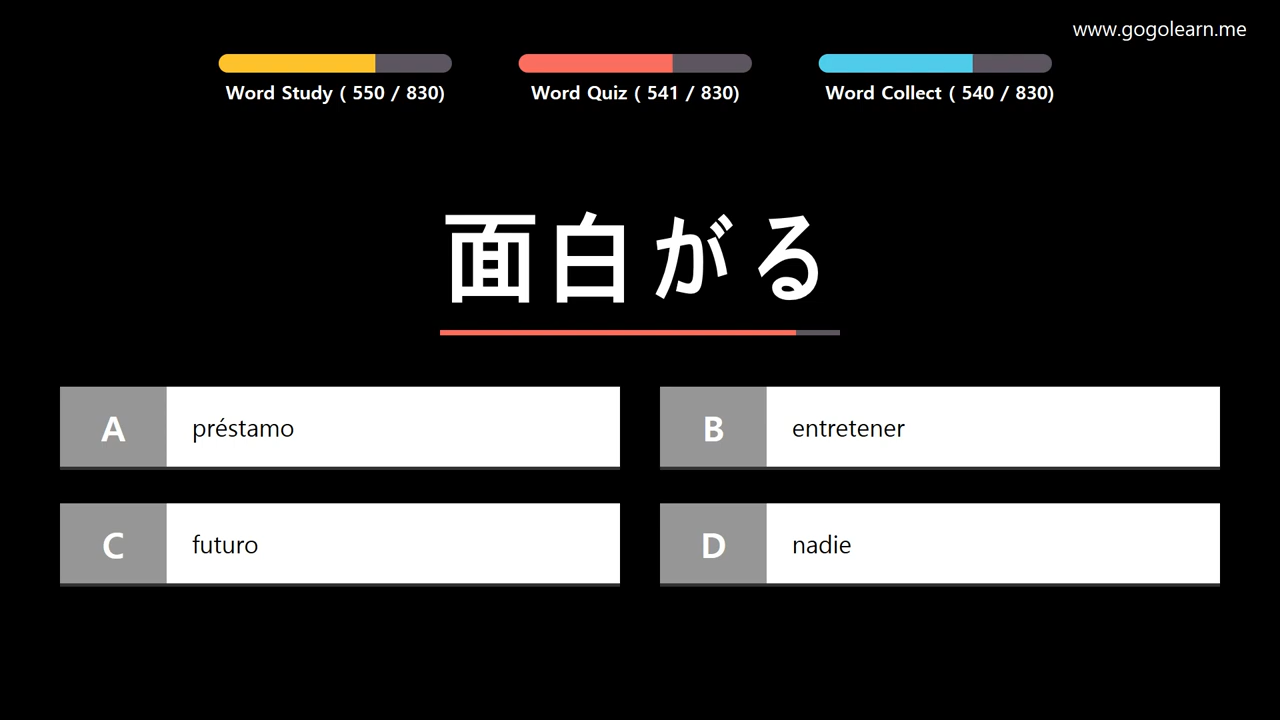 www.gogolearn.me
Word Study ( 550 / 830)
Word Quiz ( 541 / 830)
Word Collect ( 540 / 830)
面白がる
A préstamo
B entretener
C futuro
D nadie